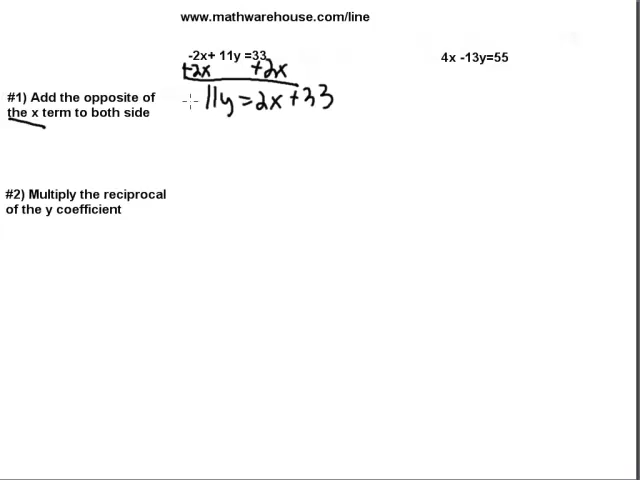 www.mathwarehouse.com/line
-2x+ 11y =33
+2x +2x
11y = 2x + 33
4x -13y=55
#1) Add the opposite of
the x term to both side
#2) Multiply the reciprocal
of the y coefficient